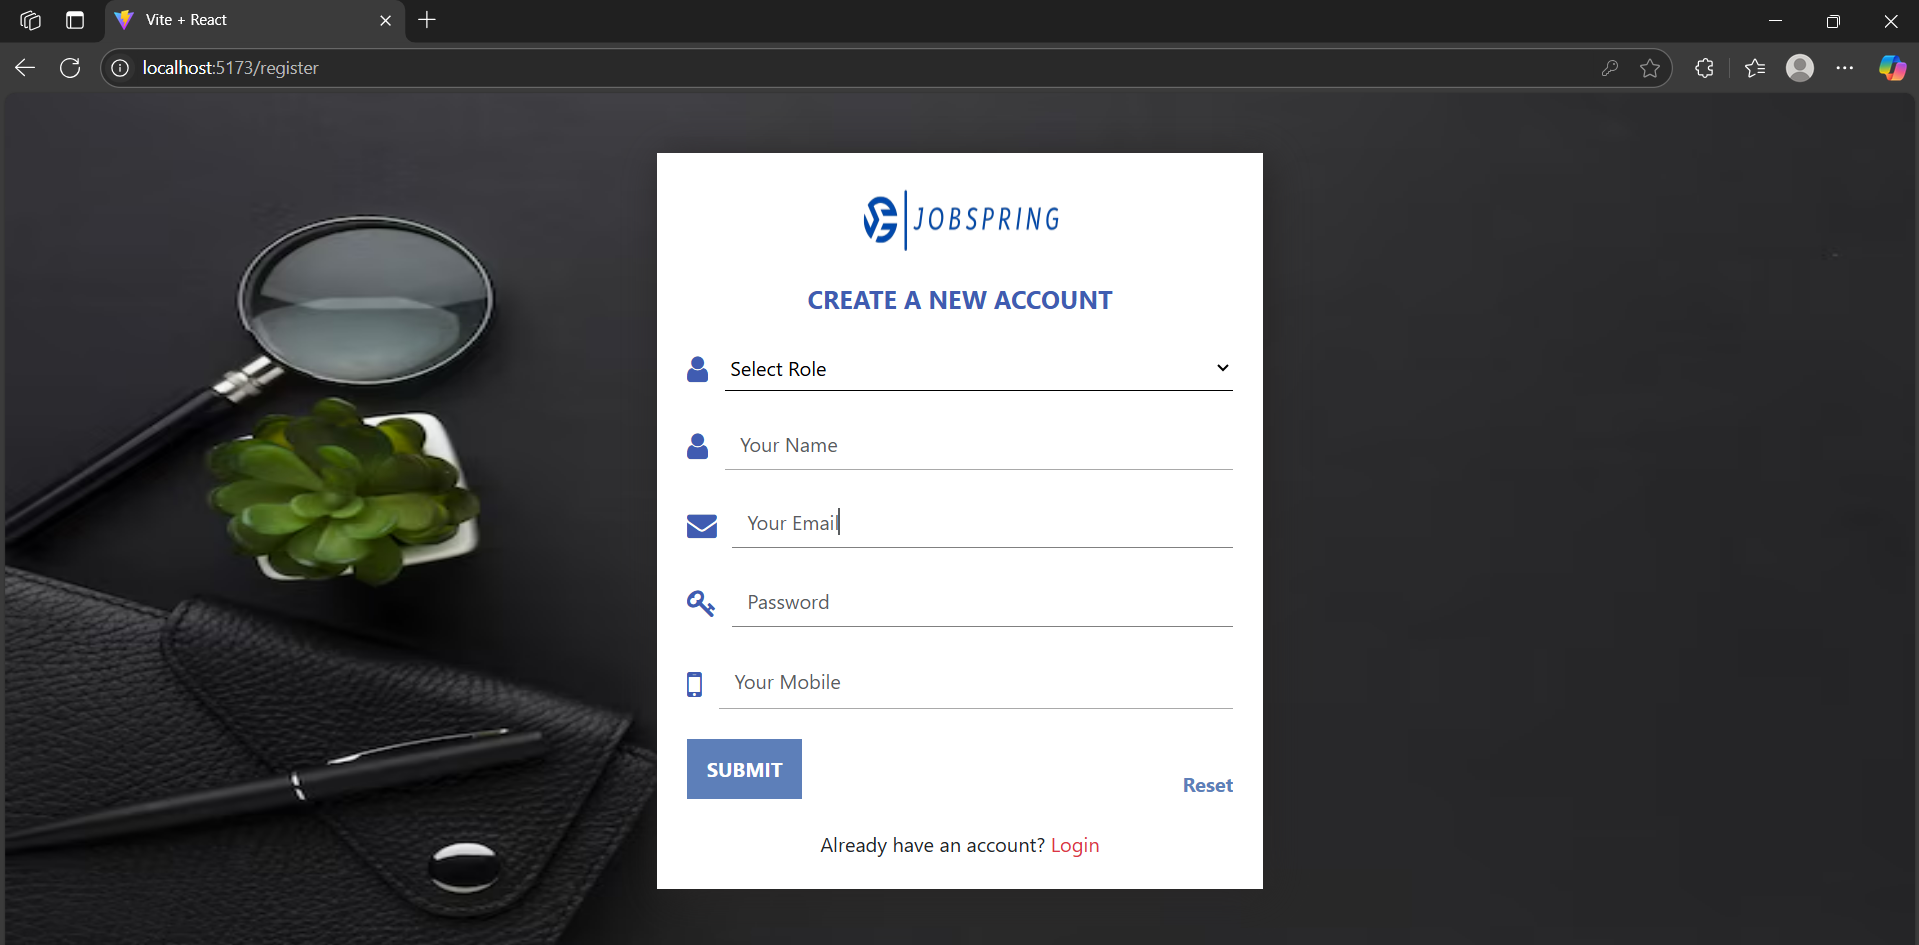 Vite + React
localhost:5173/register
JOBSPRING
CREATE A NEW ACCOUNT
Select Role
Your Name
Your Email
Password
Your Mobile
SUBMIT
Reset
Already have an account? Login